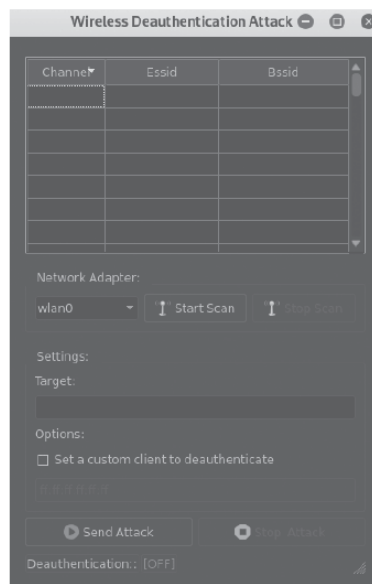 Wireless Deauthentication Attack
Channel Essid Bssid
Network Adapter:
wlan0 Start Scan Stop Scan
Settings:
Target:
Options:
Set a custom client to deauthenticate
Send Attack Stop Attack
Deauthentication:: [OFF]